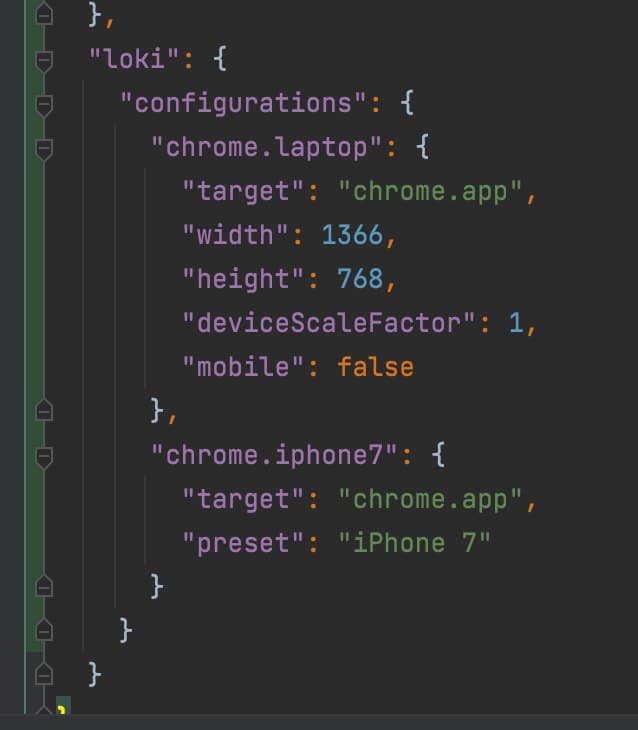 },
"loki": {
"configurations": {
"chrome.laptop": {
"target": "chrome.app",
"width": 1366,
"height": 768,
"deviceScaleFactor": 1,
"mobile": false
},
"chrome.iphone7": {
"target": "chrome.app",
"preset": "iPhone 7"
}
}
}
}